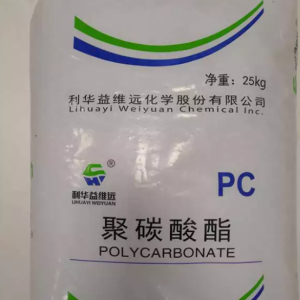 净重：25kg
利华益维远化学股份有限公司
Lihuayi Weiyuan Chemical Inc.
®
利华益维远
LIHUAYI WEIYUAN
PC
聚碳酸酯
POLYCARBONATE